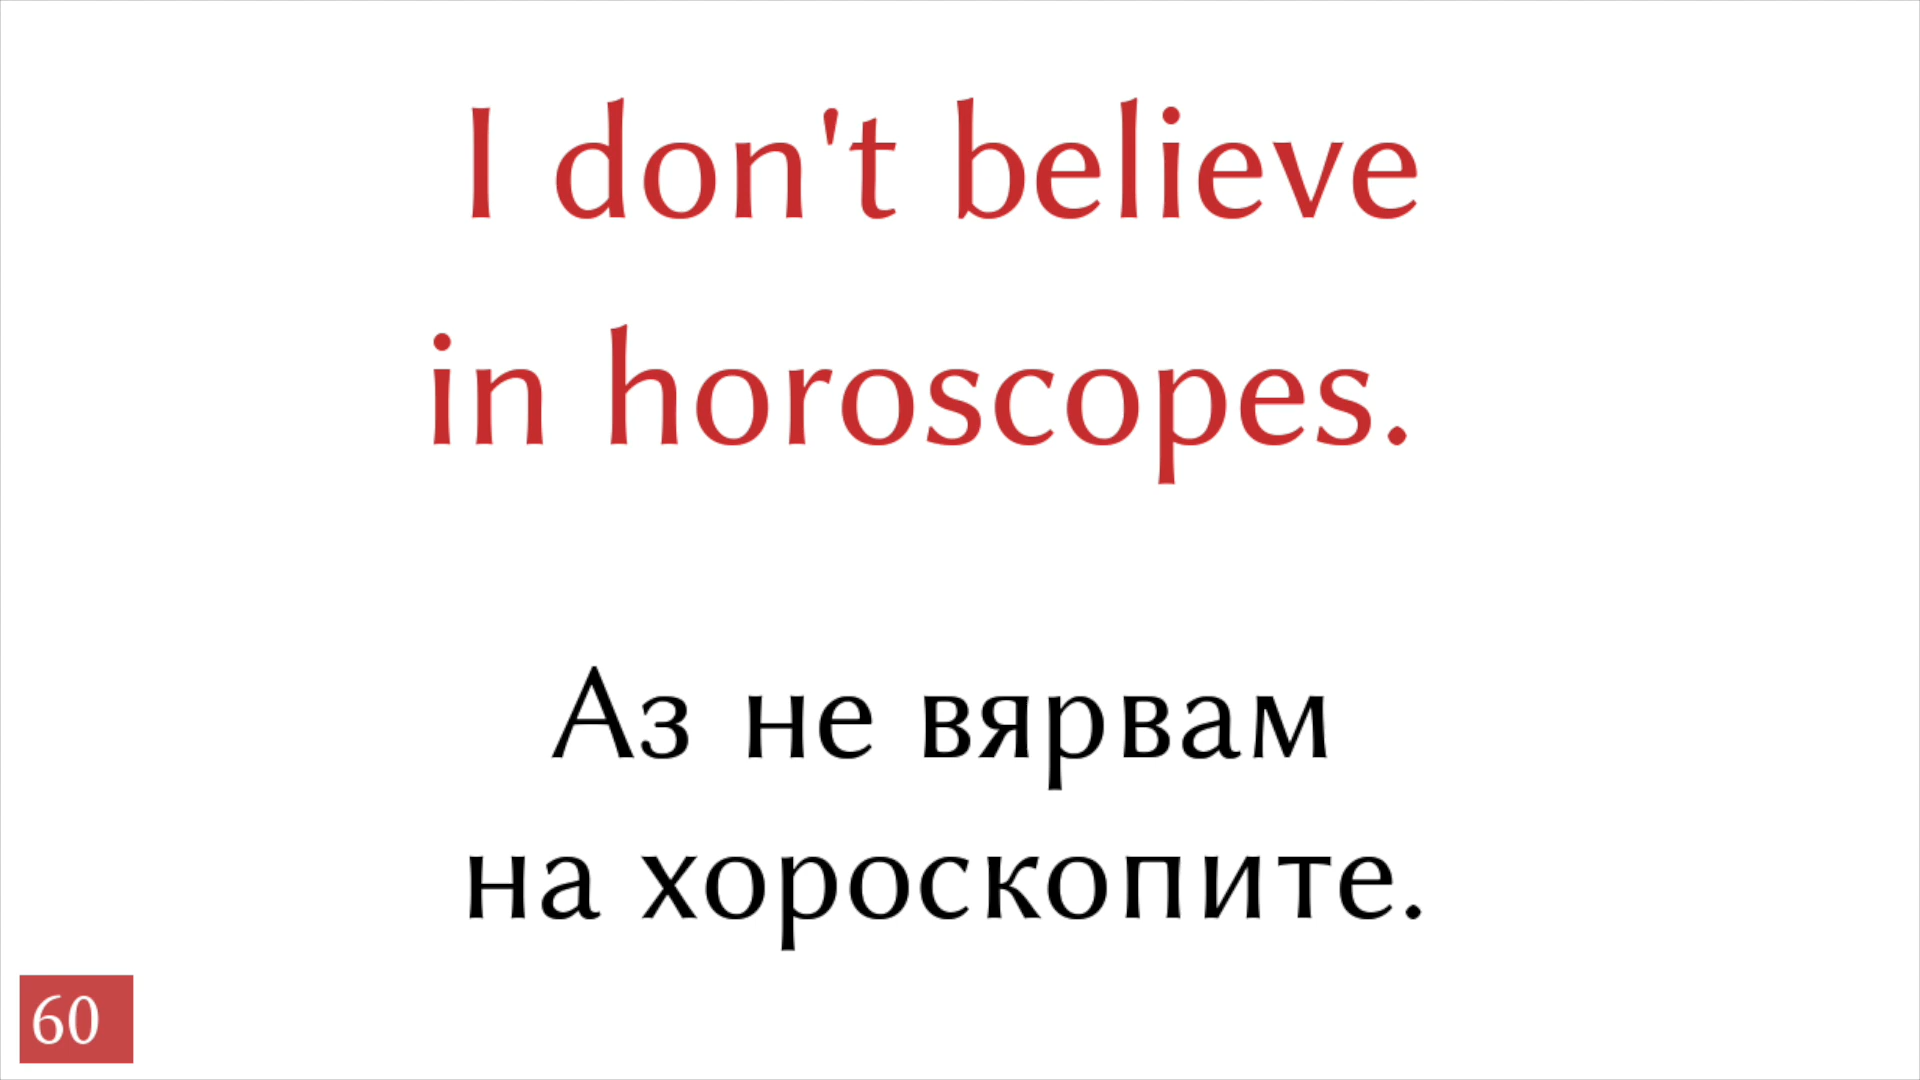 I don't believe
in horoscopes.
Аз не вярвам
на хороскопите.
60